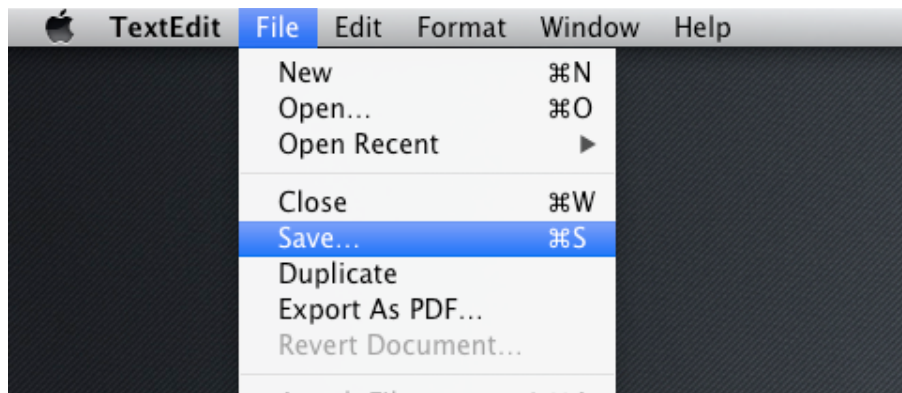 TextEdit File Edit Format Window Help
New ⌘N
Open... ⌘O
Open Recent ▶
Close ⌘W
Save... ⌘S
Duplicate
Export As PDF...
Revert Document...